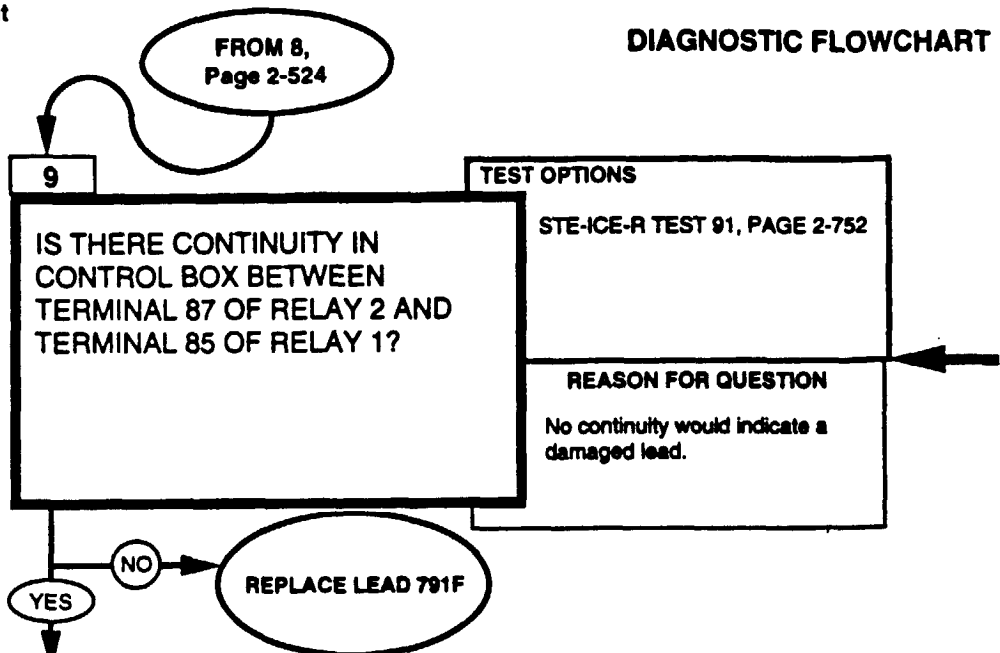 t
FROM 8,
Page 2-524
DIAGNOSTIC FLOWCHART
9
IS THERE CONTINUITY IN
CONTROL BOX BETWEEN
TERMINAL 87 OF RELAY 2 AND
TERMINAL 85 OF RELAY 1?
TEST OPTIONS
STE-ICE-R TEST 91, PAGE 2-752
REASON FOR QUESTION
No continuity would indicate a
damaged lead.
NO
REPLACE LEAD 791F
YES